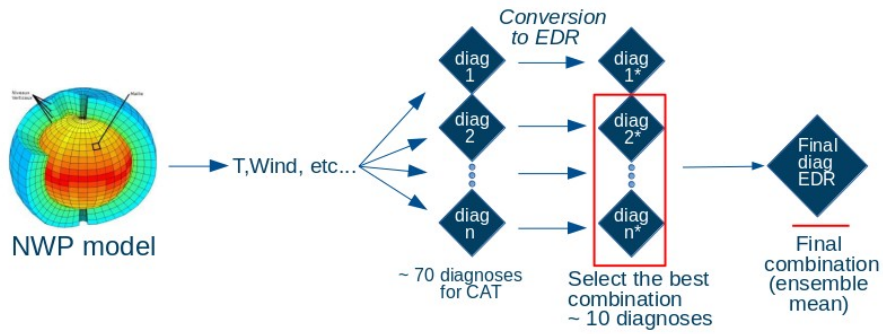 Conversion
to EDR
diag
1
diag
1*
diag
2
diag
2*
Maille
T,Wind, etc...
Final
diag
EDR
diag
n
diag
n*
NWP model
~ 70 diagnoses
for CAT
Select the best
combination
~ 10 diagnoses
Final
combination
(ensemble
mean)